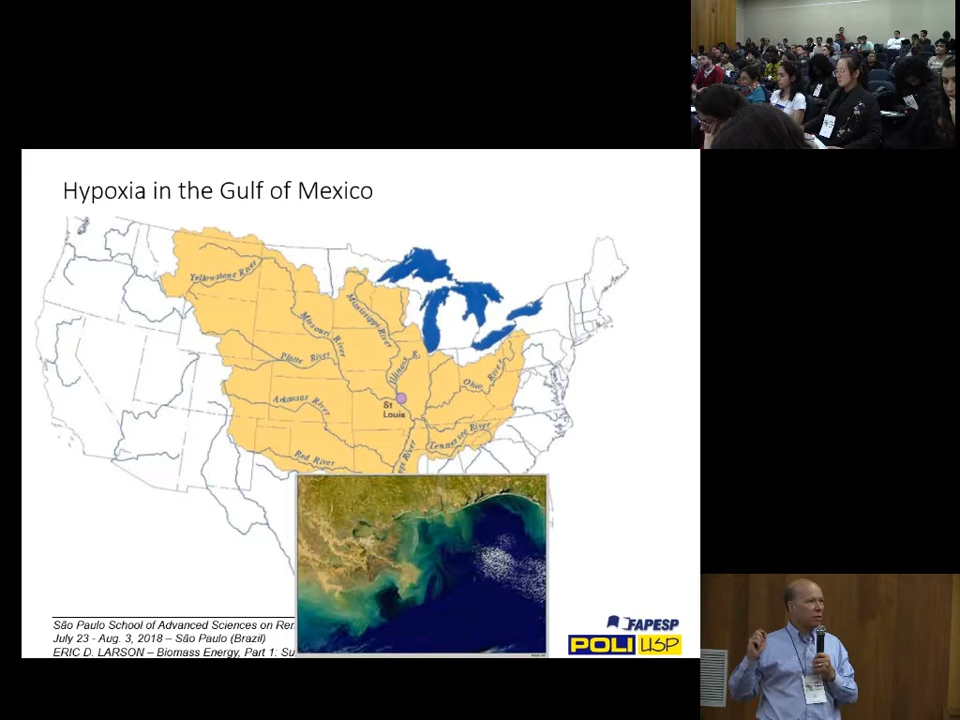 Hypoxia in the Gulf of Mexico
Yellowstone River
Missouri River
Mississippi River
Platte River
Illinois R.
Ohio River
St
Louis
Arkansas River
Tennessee River
Red River
River
São Paulo School of Advanced Sciences on
July 23 - Aug. 3, 2018 – São Paulo (Brazil)
ERIC D. LARSON – Biomass Energy, Part 1:
FAPESP
POLI USP